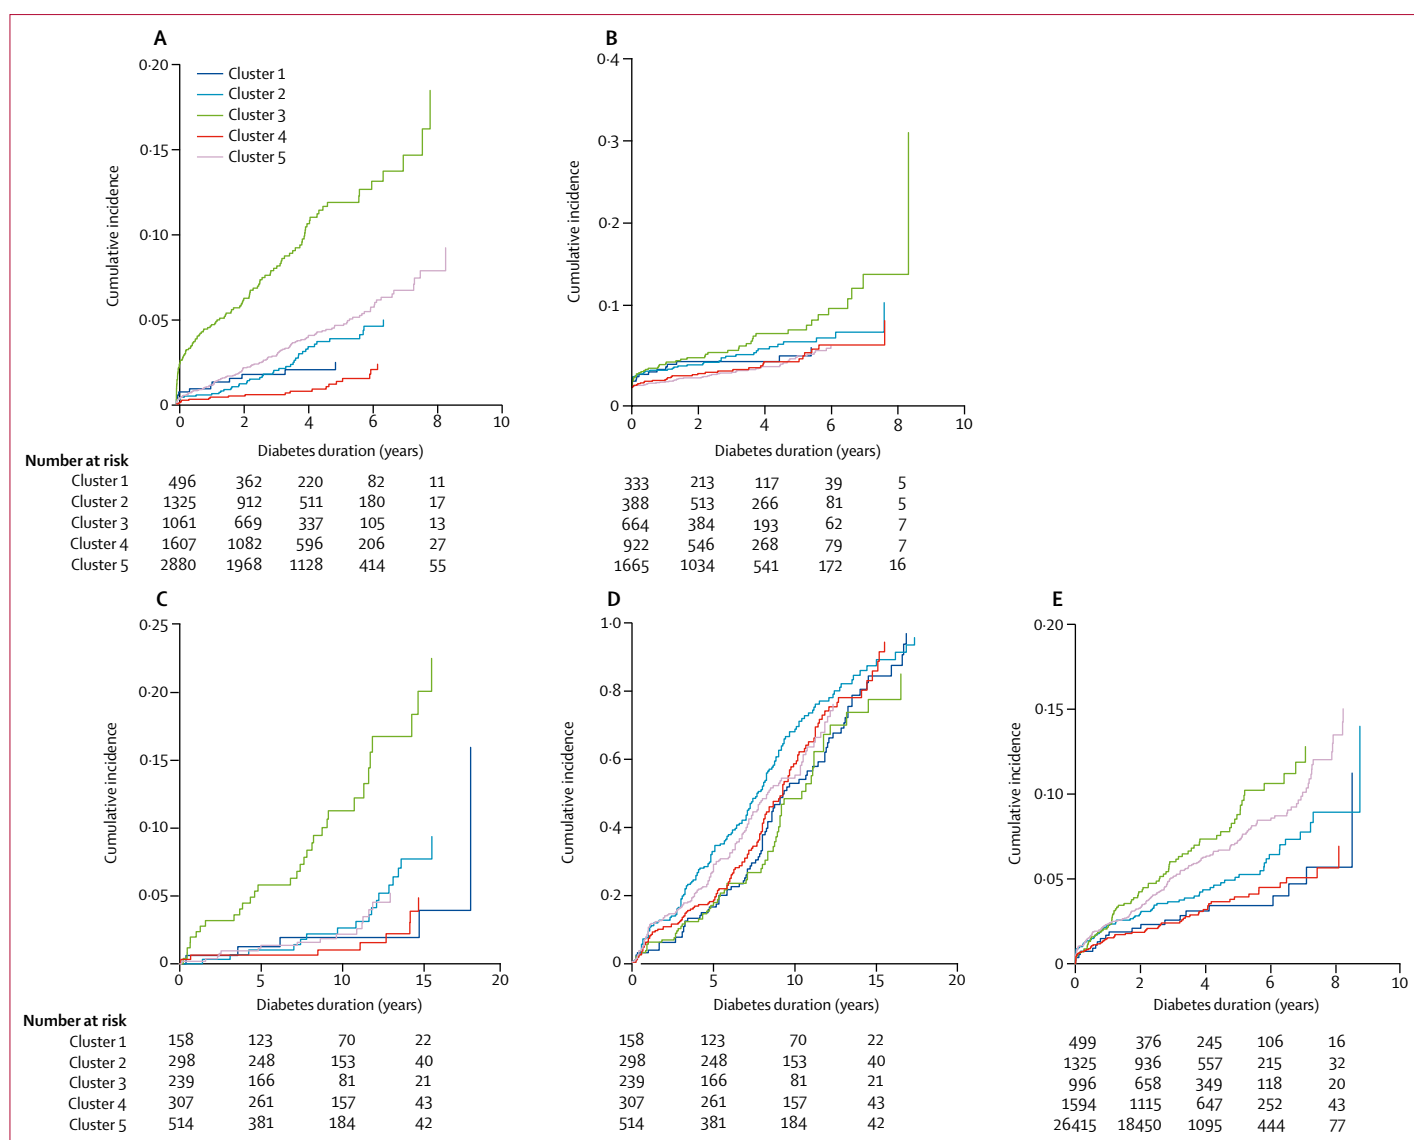 A
0·20
0·15
0·10
0·05
0
Cumulative incidence
Cluster 1
Cluster 2
Cluster 3
Cluster 4
Cluster 5
0 2 4 6 8 10
Diabetes duration (years)
B
0·4
0·3
0·2
0·1
0
Cumulative incidence
0 2 4 6 8 10
Diabetes duration (years)
Number at risk
Cluster 1 496 362 220 82 11 333 213 117 39 5
Cluster 2 1325 912 511 180 17 388 513 266 81 5
Cluster 3 1061 669 337 105 13 664 384 193 62 7
Cluster 4 1607 1082 596 206 27 922 546 268 79 7
Cluster 5 2880 1968 1128 414 55 1665 1034 541 172 16
C
0·25
0·20
0·15
0·10
0·05
0
Cumulative incidence
0 5 10 15 20
Diabetes duration (years)
D
1·0
0·8
0·6
0·4
0·2
0
Cumulative incidence
0 5 10 15 20
Diabetes duration (years)
E
0·20
0·15
0·10
0·05
0
Cumulative incidence
0 2 4 6 8 10
Diabetes duration (years)
Number at risk
Cluster 1 158 123 70 22 158 123 70 22 499 376 245 106 16
Cluster 2 298 248 153 40 298 248 153 40 1325 936 557 215 32
Cluster 3 239 166 81 21 239 166 81 21 996 658 349 118 20
Cluster 4 307 261 157 43 307 261 157 43 1594 1115 647 252 43
Cluster 5 514 381 184 42 514 381 184 42 26415 18450 1095 444 77